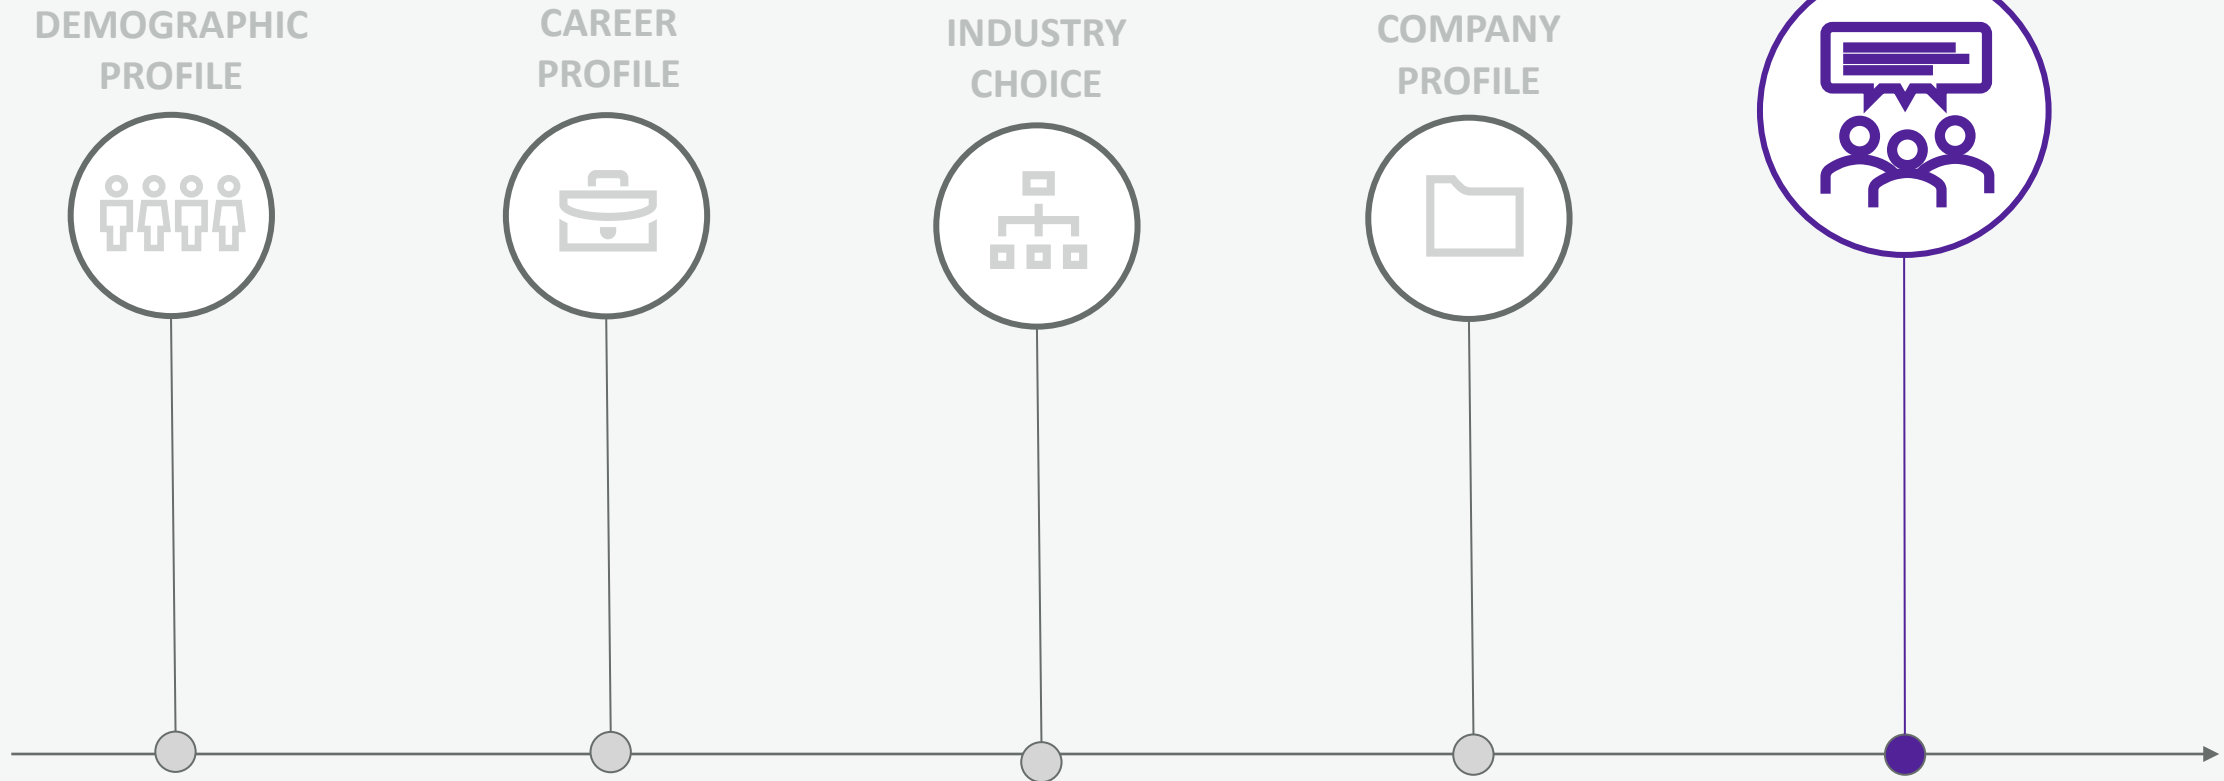 DEMOGRAPHIC
PROFILE
CAREER
PROFILE
INDUSTRY
CHOICE
COMPANY
PROFILE